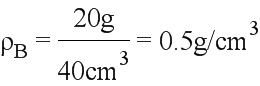 ρB = 20g / 40cm³ = 0.5g/cm³